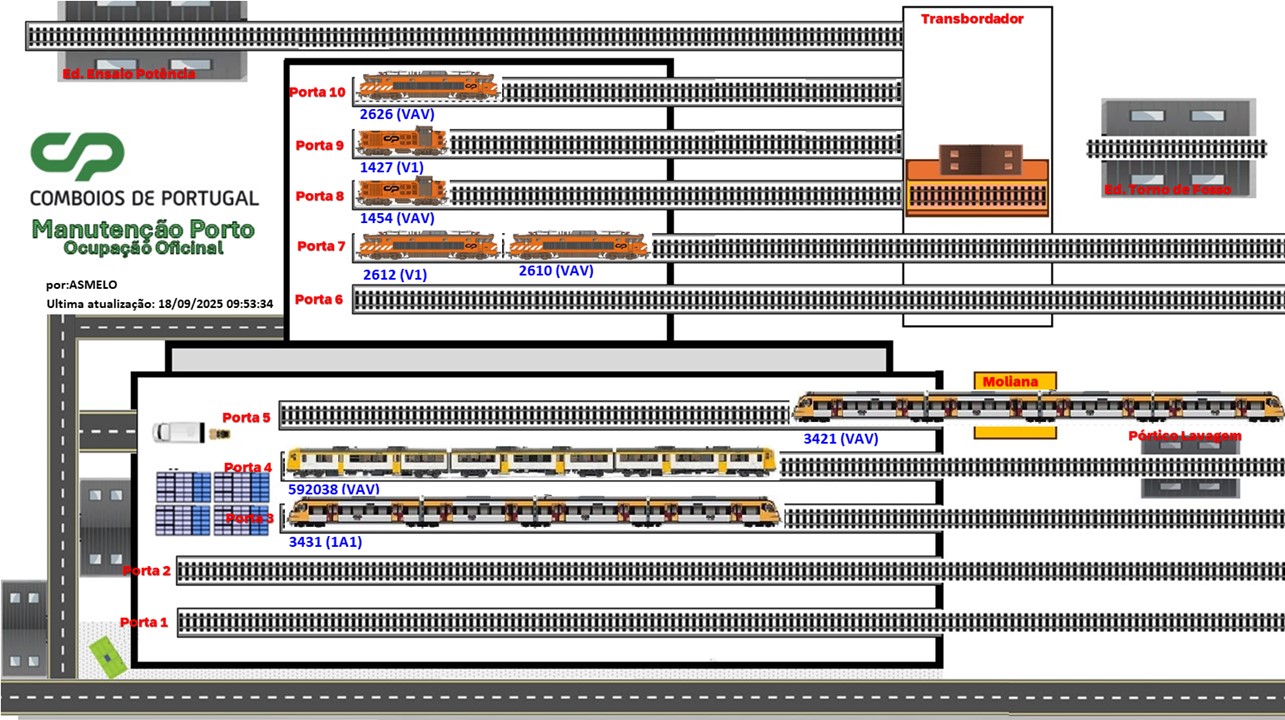 Transbordador
Ed. Ensaio Potência
Porta 10
2626 (VAV)
Porta 9
1427 (V1)
Porta 8
1454 (VAV)
Porta 7
2612 (V1)
2610 (VAV)
Porta 6
Ed. Torno de Fosso
CP
COMBOIOS DE PORTUGAL
Manutenção Porto
Ocupação Oficinal
por:ASMELO
Ultima atualização: 18/09/2025 09:53:34
Moliana
Porta 5
3421 (VAV)
Pórtico Lavagem
Porta 4
592038 (VAV)
Porta 3
3431 (1A1)
Porta 2
Porta 1